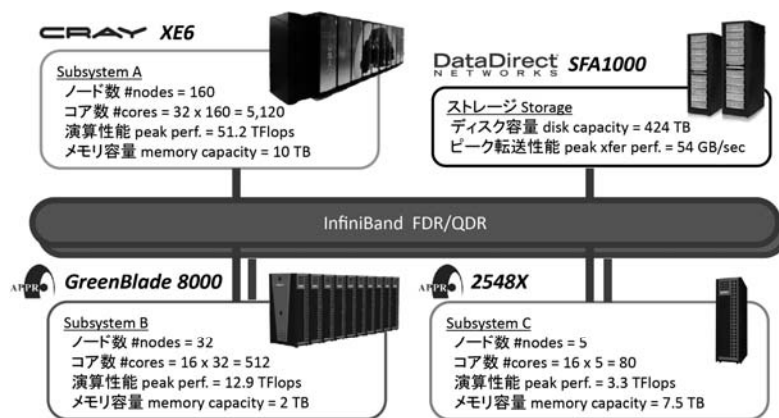 CRAY XE6
Subsystem A
ノード数 #nodes = 160
コア数 #cores = 32 x 160 = 5,120
演算性能 peak perf. = 51.2 TFlops
メモリ容量 memory capacity = 10 TB
DataDirect NETWORKS SFA1000
ストレージ Storage
ディスク容量 disk capacity = 424 TB
ピーク転送性能 peak xfer perf. = 54 GB/sec
InfiniBand FDR/QDR
APPRO GreenBlade 8000
Subsystem B
ノード数 #nodes = 32
コア数 #cores = 16 x 32 = 512
演算性能 peak perf. = 12.9 TFlops
メモリ容量 memory capacity = 2 TB
APPRO 2548X
Subsystem C
ノード数 #nodes = 5
コア数 #cores = 16 x 5 = 80
演算性能 peak perf. = 3.3 TFlops
メモリ容量 memory capacity = 7.5 TB